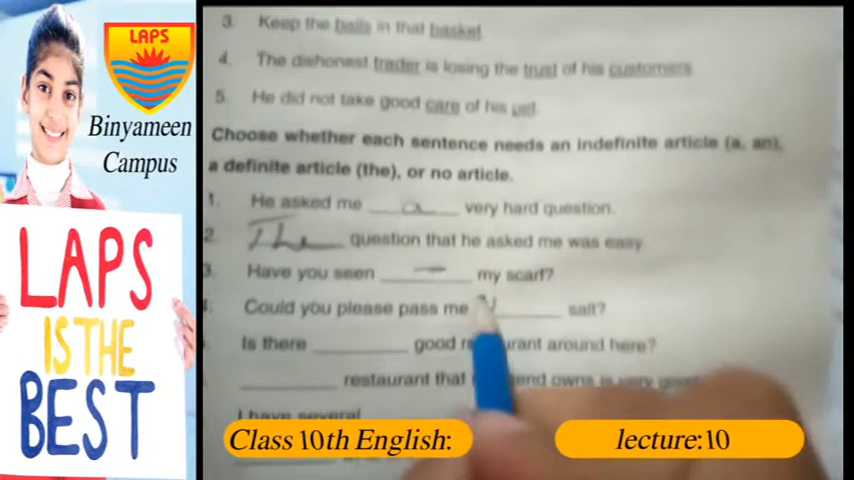 LAPS
Binyameen
Campus
LAPS
IS THE
BEST
3. Keep the balls in that basket.
4. The dishonest trader is losing the trust of his customers.
5. He did not take good care of his
Choose whether each sentence needs an indefinite article (a, an),
a definite article (the), or no article.
1. He asked me a very hard question.
2. The question that he asked me was easy.
3. Have you seen — my scarf?
4. Could you please pass me salt?
Is there good around here?
restaurant that owns is very good
I have several
Class 10th English:
lecture:10